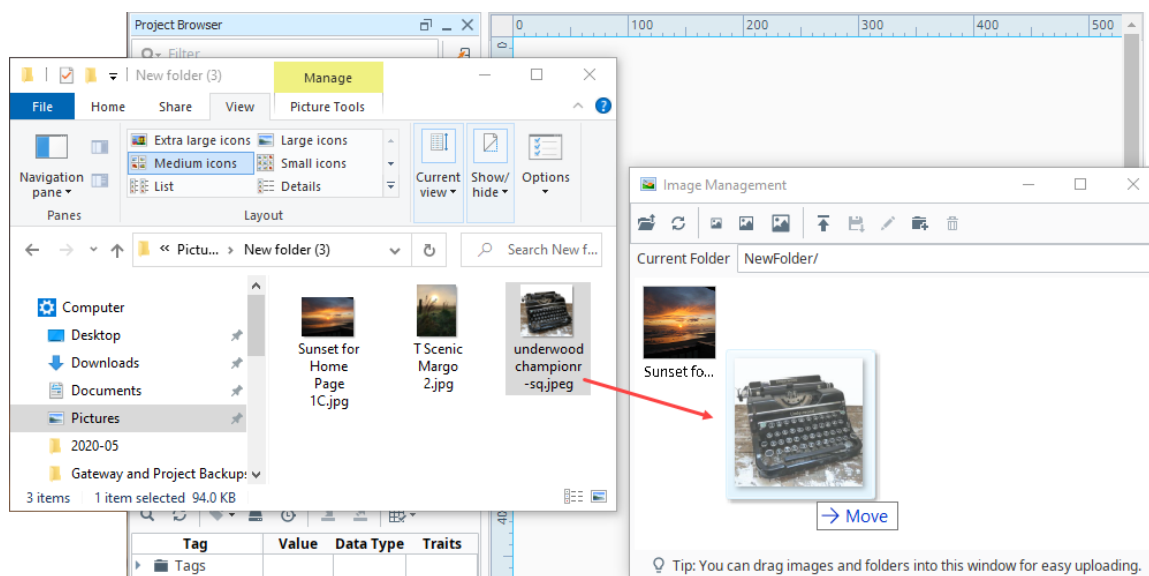 Project Browser
Filter
0 100 200 300 400 500
New folder (3)
Manage
File Home Share View Picture Tools
Extra large icons Large icons
Medium icons Small icons
List Details
Navigation pane
Current view
Show/ hide
Options
Panes
Layout
« Pictu... > New folder (3)
Search New f...
Computer
Desktop
Downloads
Documents
Pictures
2020-05
Gateway and Project Backups
Sunset for
Home
Page
1C.jpg
T Scenic
Margo
2.jpg
underwood
championr
-sq.jpeg
3 items 1 item selected 94.0 KB
Image Management
Current Folder NewFolder/
Sunset fo...
→ Move
Tip: You can drag images and folders into this window for easy uploading.
Tag Value Data Type Traits
Tags